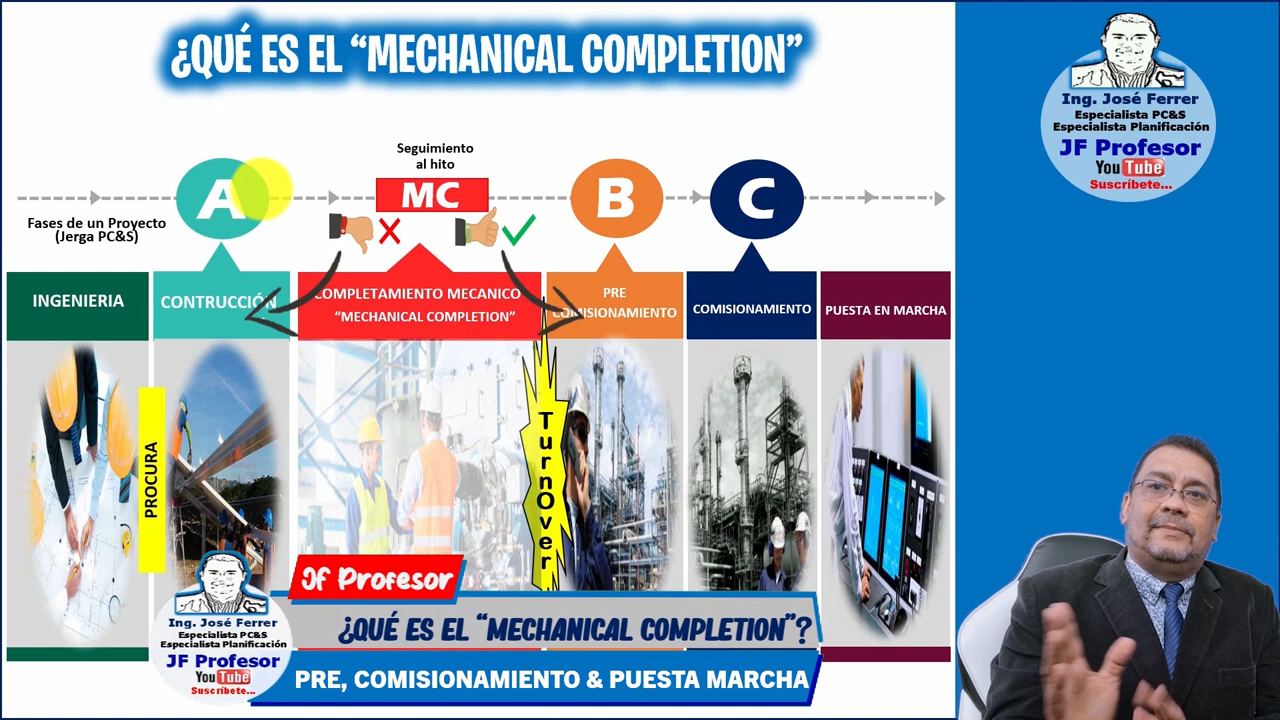 ¿QUÉ ES EL “MECHANICAL COMPLETION”
Ing. José Ferrer
Especialista PC&S
Especialista Planificación
JF Profesor
YouTube
Suscríbete...
Seguimiento
al hito
A
MC
B
C
Fases de un Proyecto
(Jerga PC&S)
INGENIERIA
CONTRUCCIÓN
COMPLETAMIENTO MECANICO
“MECHANICAL COMPLETION”
PRE
COMISIONAMIENTO
COMISIONAMIENTO
PUESTA EN MARCHA
PROCURA
TurnOver
Jf Profesor
¿QUÉ ES EL “MECHANICAL COMPLETION”?
PRE, COMISIONAMIENTO & PUESTA MARCHA
Ing. José Ferrer
Especialista PC&S
Especialista Planificación
JF Profesor
YouTube
Suscríbete...